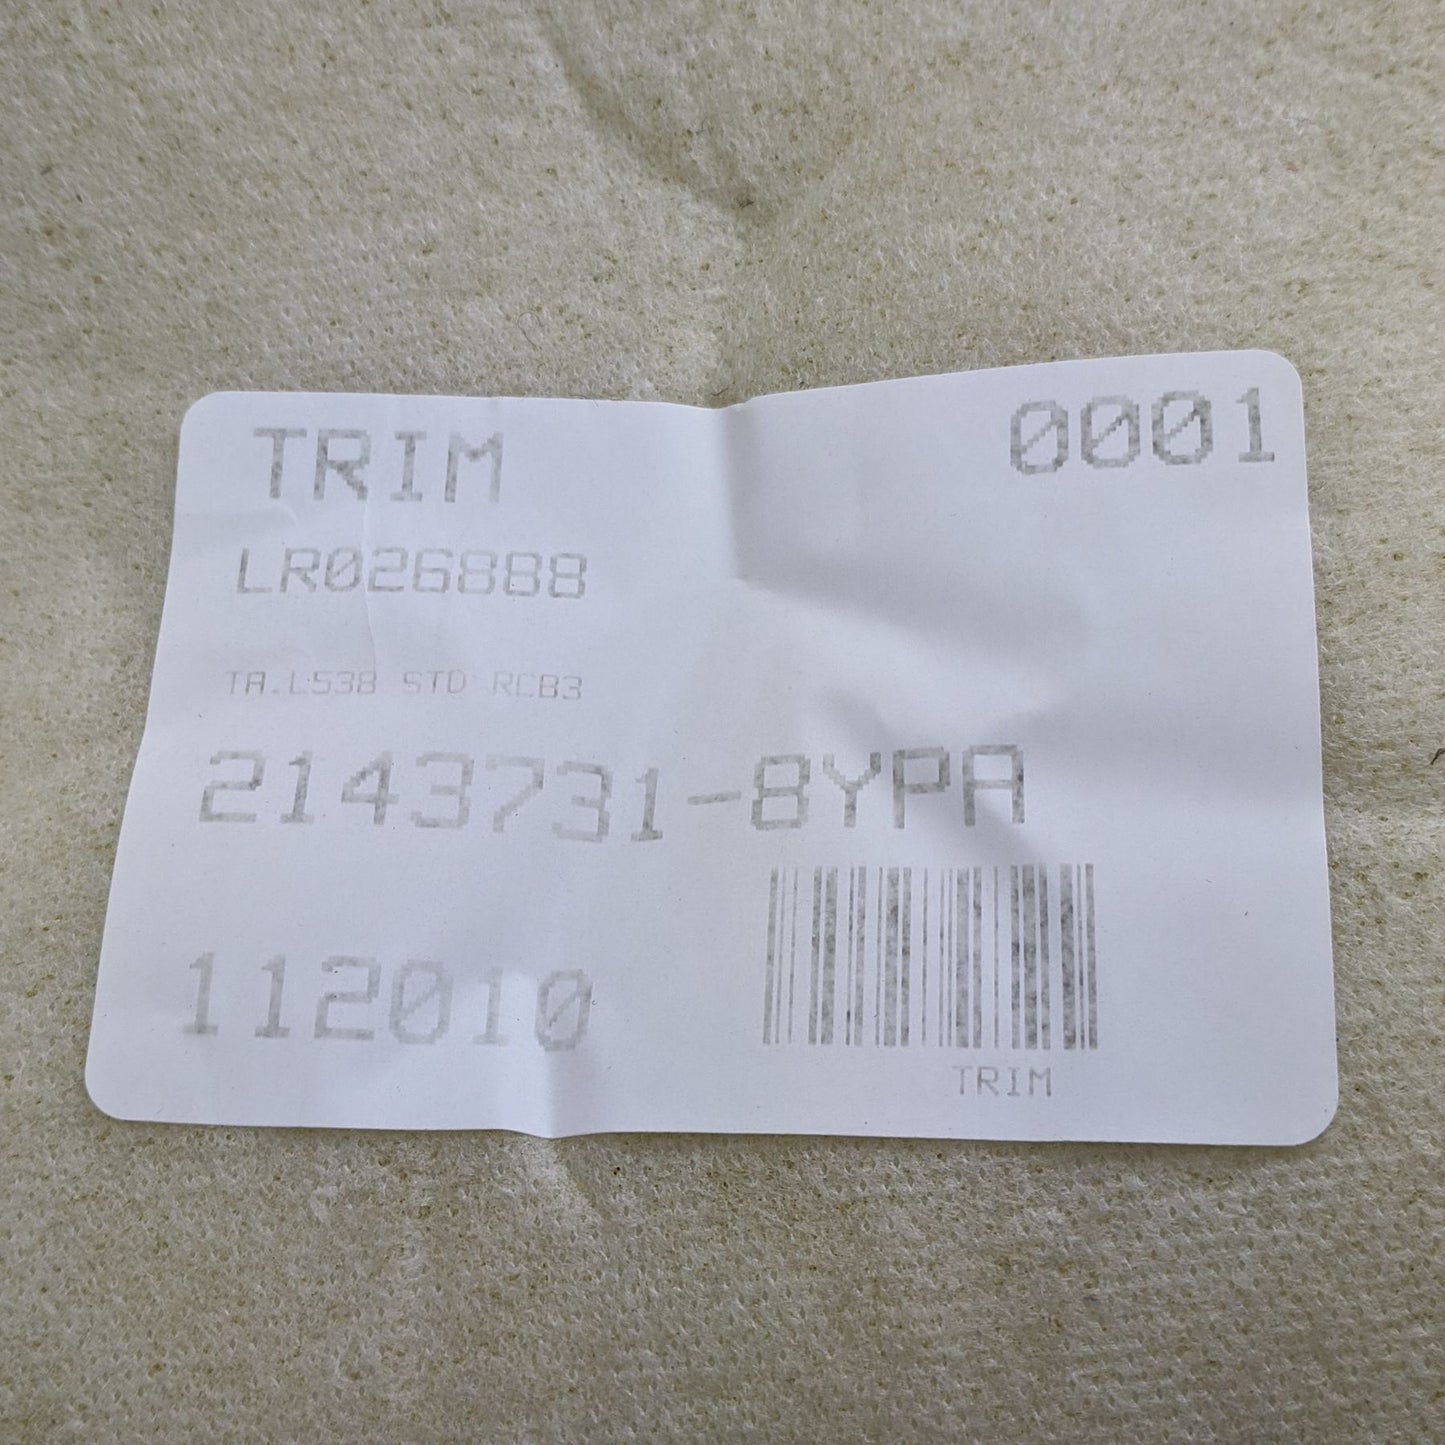 TRIM 0001
LR026888
TA.L538 STD RCB3
2143731-8YPA
112010
TRIM